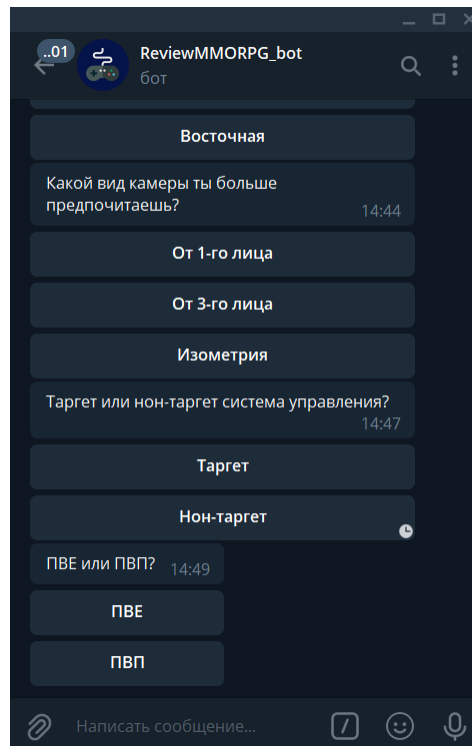 ..01
ReviewMMORPG_bot
бот
Восточная
Какой вид камеры ты больше
предпочитаешь?
14:44
От 1-го лица
От 3-го лица
Изометрия
Таргет или нон-таргет система управления?
14:47
Таргет
Нон-таргет
ПВЕ или ПВП?
14:49
ПВЕ
ПВП
Написать сообщение...